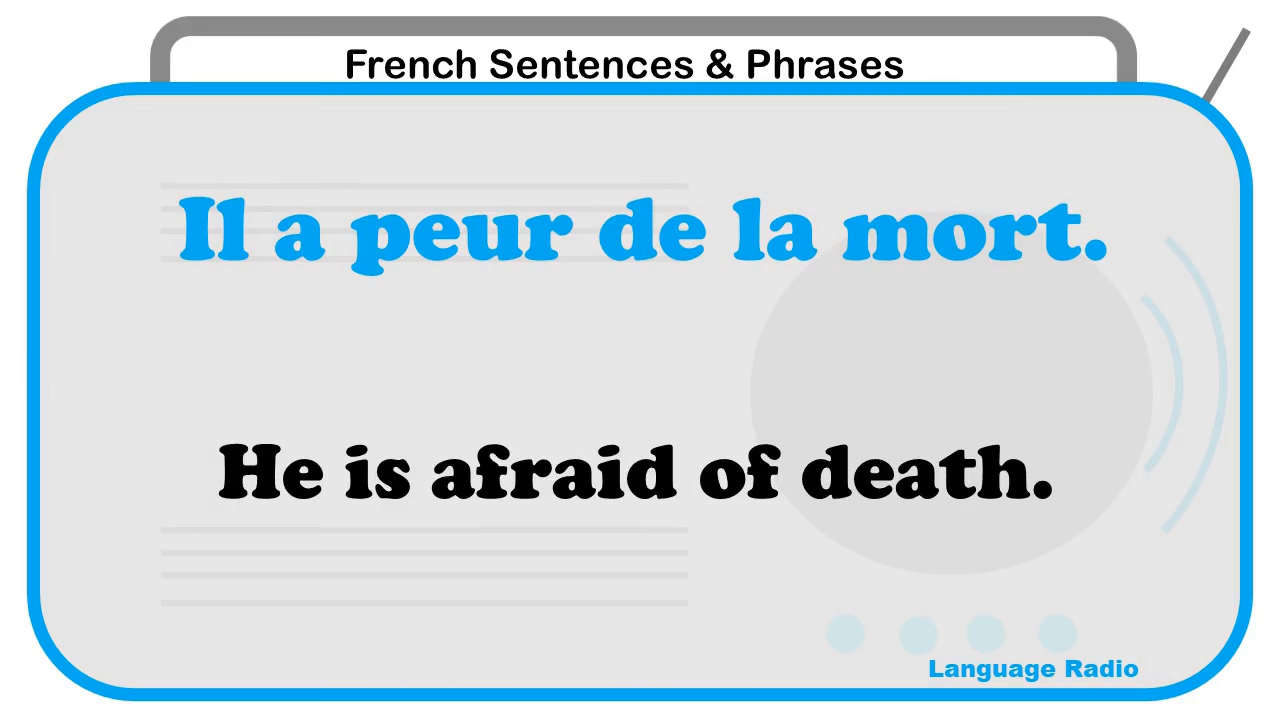 French Sentences & Phrases
Il a peur de la mort.
He is afraid of death.
Language Radio